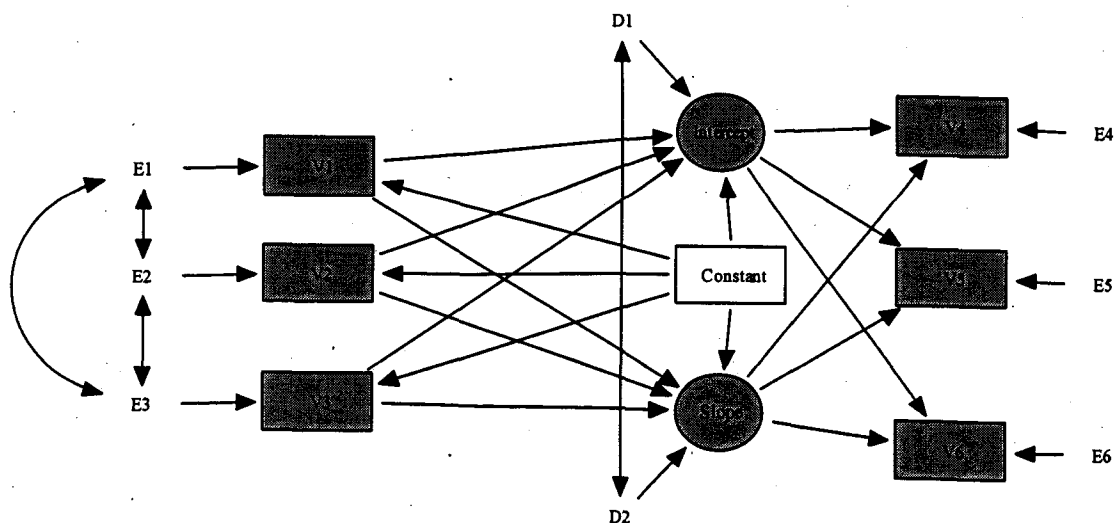 D1
Intercept
V4
E4
E1
V1
E2
V2
Constant
V5
E5
E3
V3
Slope
V6
E6
D2